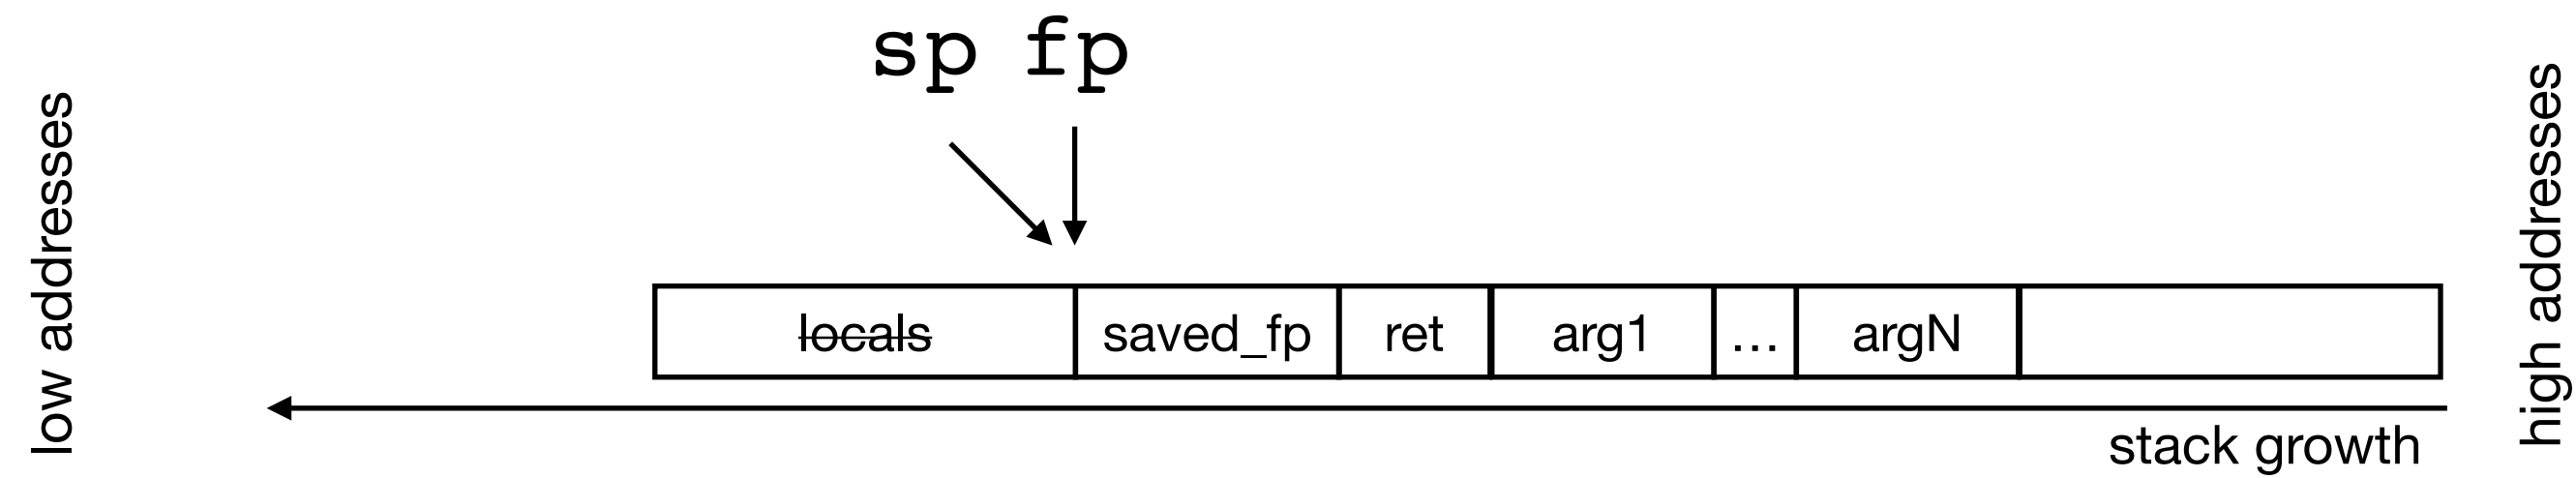 sp fp
low addresses
high addresses
locals saved_fp ret arg1 ... argN
stack growth